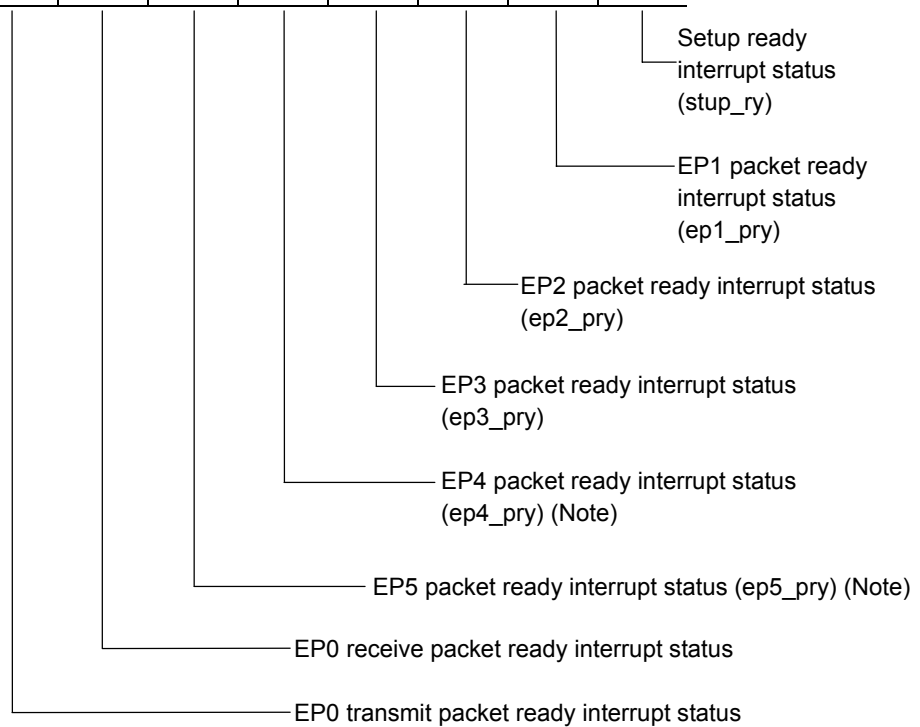 Setup ready
interrupt status
(stup_ry)
EP1 packet ready
interrupt status
(ep1_pry)
EP2 packet ready interrupt status
(ep2_pry)
EP3 packet ready interrupt status
(ep3_pry)
EP4 packet ready interrupt status
(ep4_pry) (Note)
EP5 packet ready interrupt status (ep5_pry) (Note)
EP0 receive packet ready interrupt status
EP0 transmit packet ready interrupt status